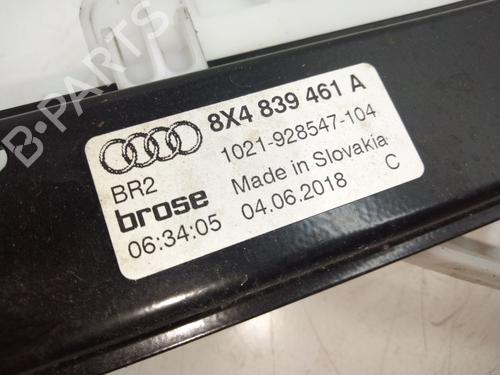 8X4 839 461 A
1021-928547-104
BR2
Made in Slovakia
brose
04.06.2018
C
06:34:05
B-PARTS